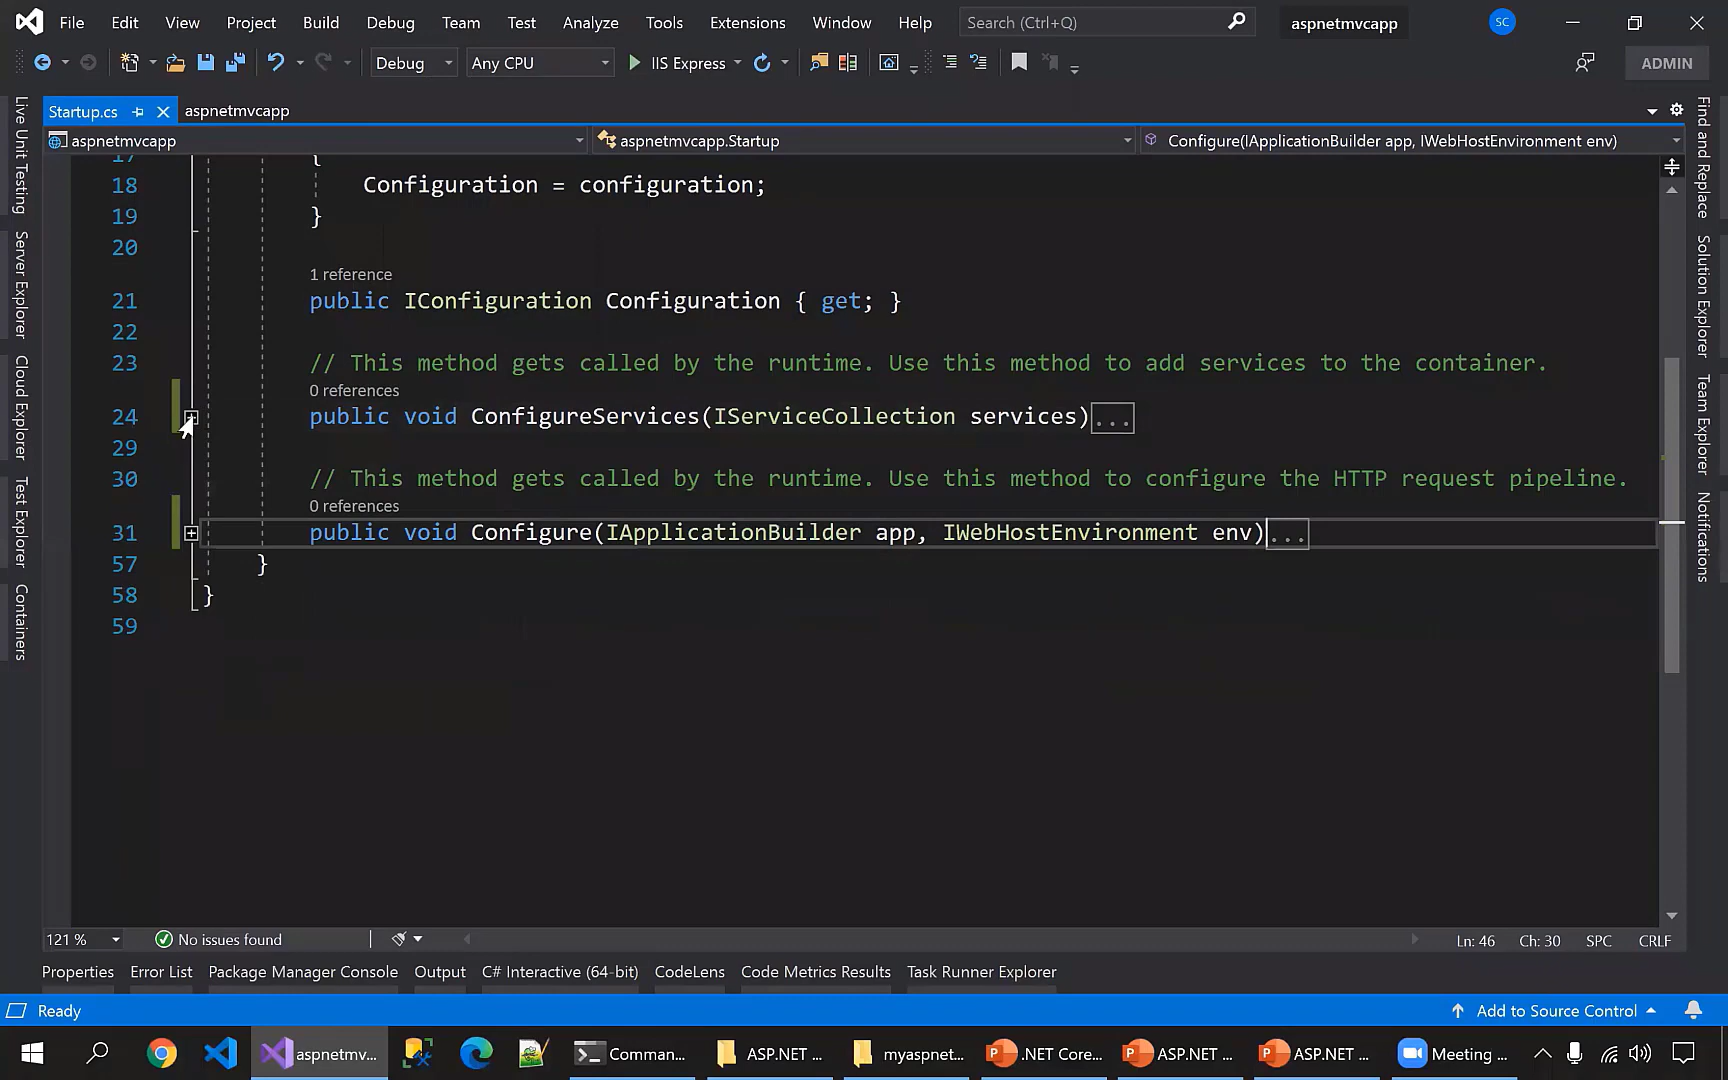 File Edit View Project Build Debug Team Test Analyze Tools Extensions Window Help Search (Ctrl+Q) aspnetmvcapp SC
Debug Any CPU IIS Express ADMIN
Startup.cs aspnetmvcapp
aspnetmvcapp aspnetmvcapp.Startup Configure(IApplicationBuilder app, IWebHostEnvironment env)
17 {
18 Configuration = configuration;
19 }
20
1 reference
21 public IConfiguration Configuration { get; }
22
23 // This method gets called by the runtime. Use this method to add services to the container.
0 references
24 public void ConfigureServices(IServiceCollection services)...
29
30 // This method gets called by the runtime. Use this method to configure the HTTP request pipeline.
0 references
31 public void Configure(IApplicationBuilder app, IWebHostEnvironment env)...
57 }
58 }
59
Live Unit Testing
Server Explorer
Cloud Explorer
Test Explorer
Containers
Find and Replace
Solution Explorer
Team Explorer
Notifications
121 % No issues found Ln: 46 Ch: 30 SPC CRLF
Properties Error List Package Manager Console Output C# Interactive (64-bit) CodeLens Code Metrics Results Task Runner Explorer
Ready Add to Source Control
aspnetmv... Comman... ASP.NET ... myaspnet... .NET Core... ASP.NET ... ASP.NET ... Meeting ...